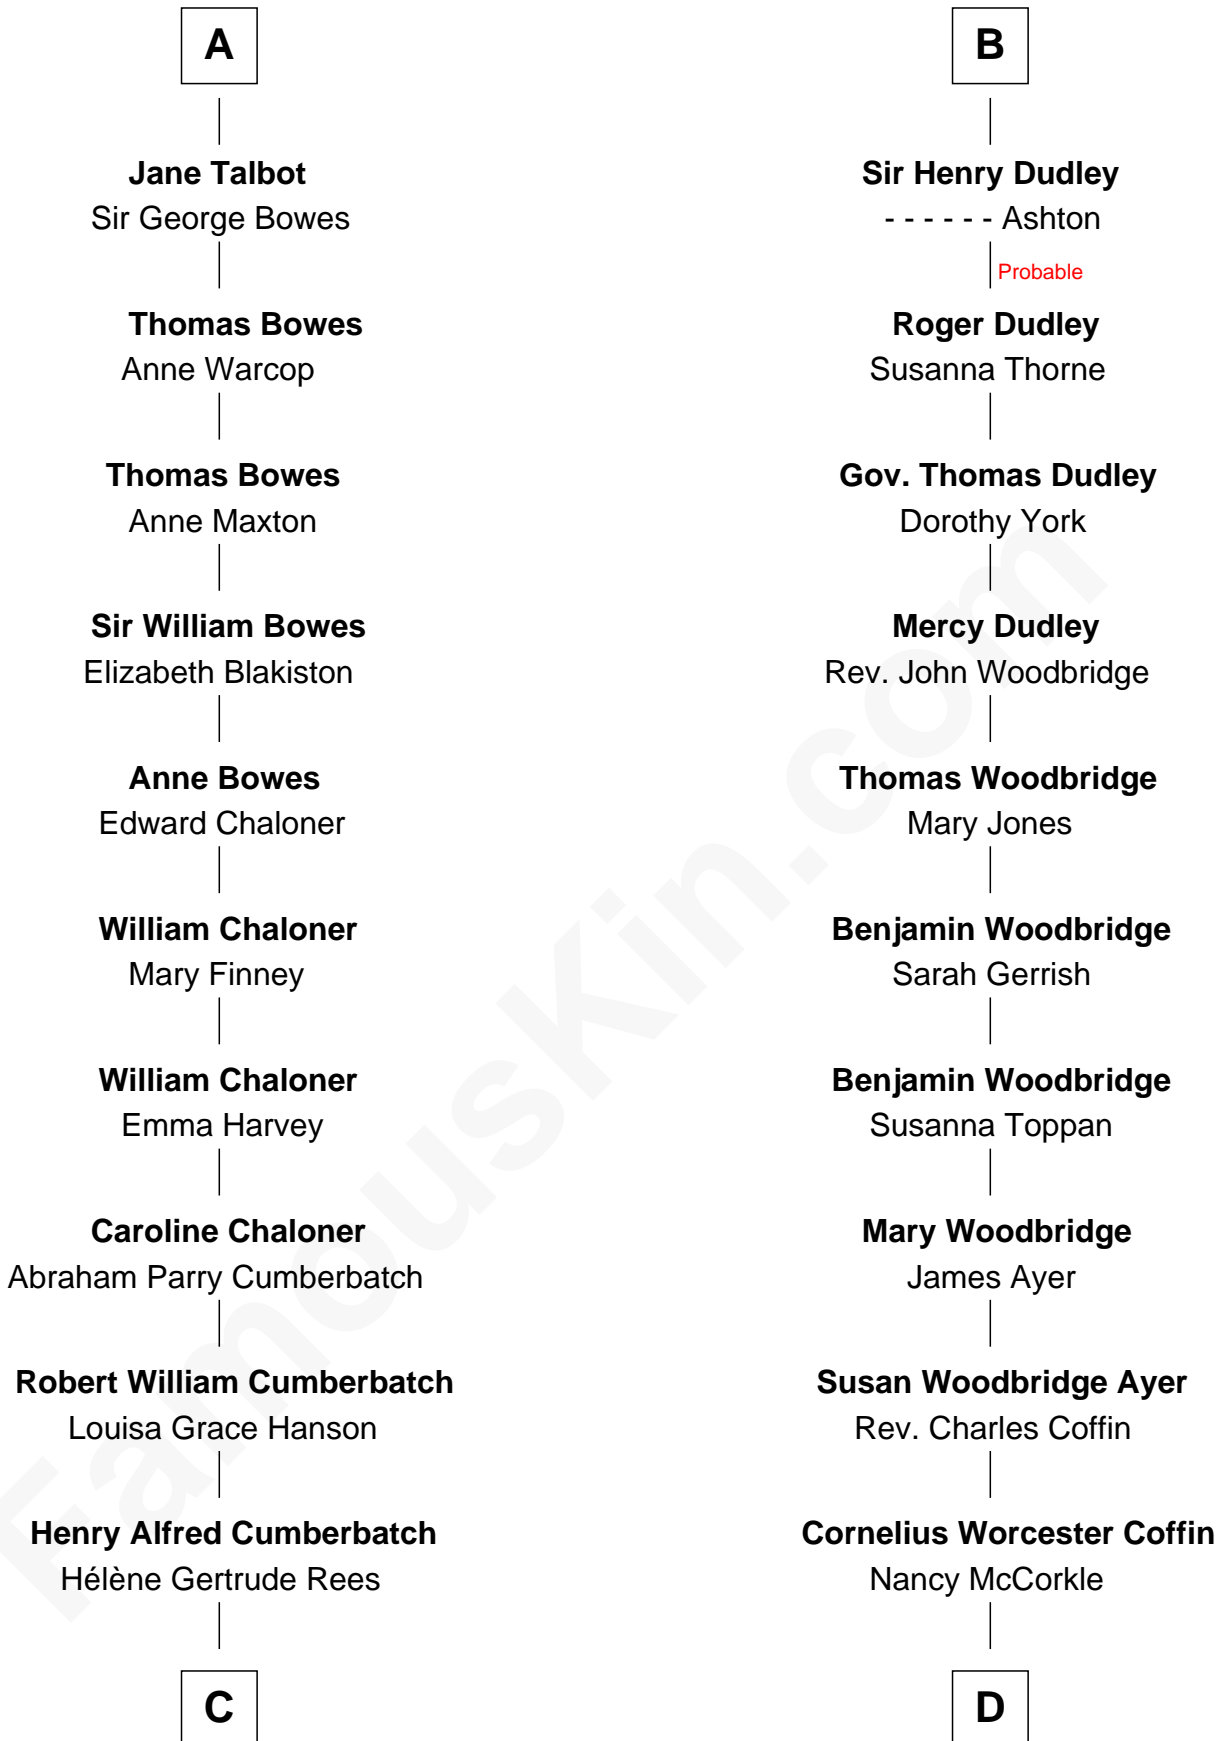 A
Jane Talbot
Sir George Bowes
Thomas Bowes
Anne Warcop
Thomas Bowes
Anne Maxton
Sir William Bowes
Elizabeth Blakiston
Anne Bowes
Edward Chaloner
William Chaloner
Mary Finney
William Chaloner
Emma Harvey
Caroline Chaloner
Abraham Parry Cumberbatch
Robert William Cumberbatch
Louisa Grace Hanson
Henry Alfred Cumberbatch
Hélène Gertrude Rees
C
B
Sir Henry Dudley
- - - - - - Ashton
Probable
Roger Dudley
Susanna Thorne
Gov. Thomas Dudley
Dorothy York
Mercy Dudley
Rev. John Woodbridge
Thomas Woodbridge
Mary Jones
Benjamin Woodbridge
Sarah Gerrish
Benjamin Woodbridge
Susanna Toppan
Mary Woodbridge
James Ayer
Susan Woodbridge Ayer
Rev. Charles Coffin
Cornelius Worcester Coffin
Nancy McCorkle
D
FamousKin.com